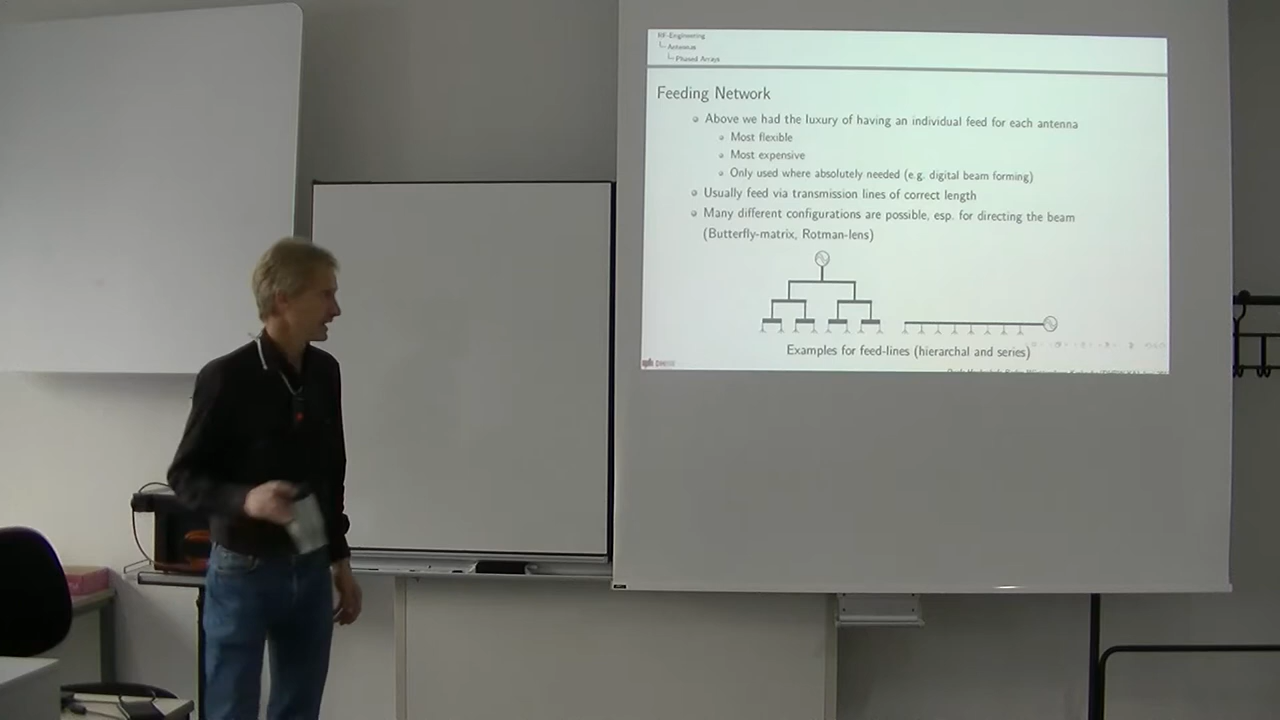 RF-Engineering
Antennas
Phased Arrays
Feeding Network
Above we had the luxury of having an individual feed for each antenna
Most flexible
Most expensive
Only used where absolutely needed (e.g. digital beam forming)
Usually feed via transmission lines of correct length
Many different configurations are possible, esp. for directing the beam
(Butterfly-matrix, Rotman-lens)
Examples for feed-lines (hierarchal and series)